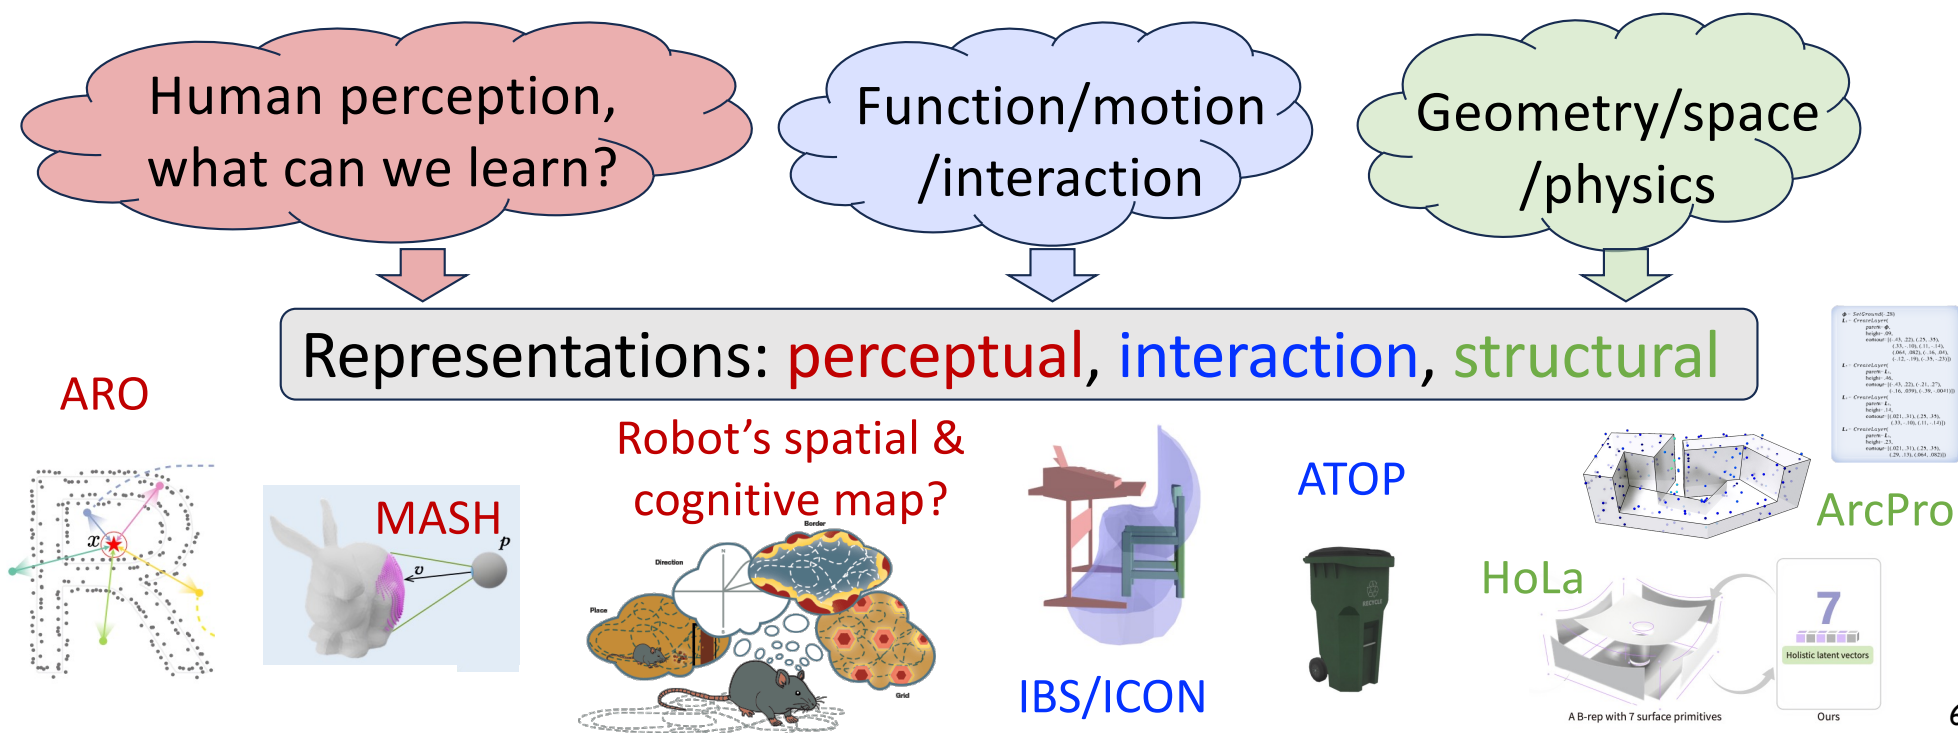 Human perception,
what can we learn?
Function/motion
/interaction
Geometry/space
/physics
Representations: perceptual, interaction, structural
ARO
x
MASH
p
v
Robot's spatial &
cognitive map?
Border
Direction
N
Place
Grid
IBS/ICON
ATOP
RECYCLE
ArcPro
HoLa
7
Holistic latent vectors
A B-rep with 7 surface primitives
Ours
6